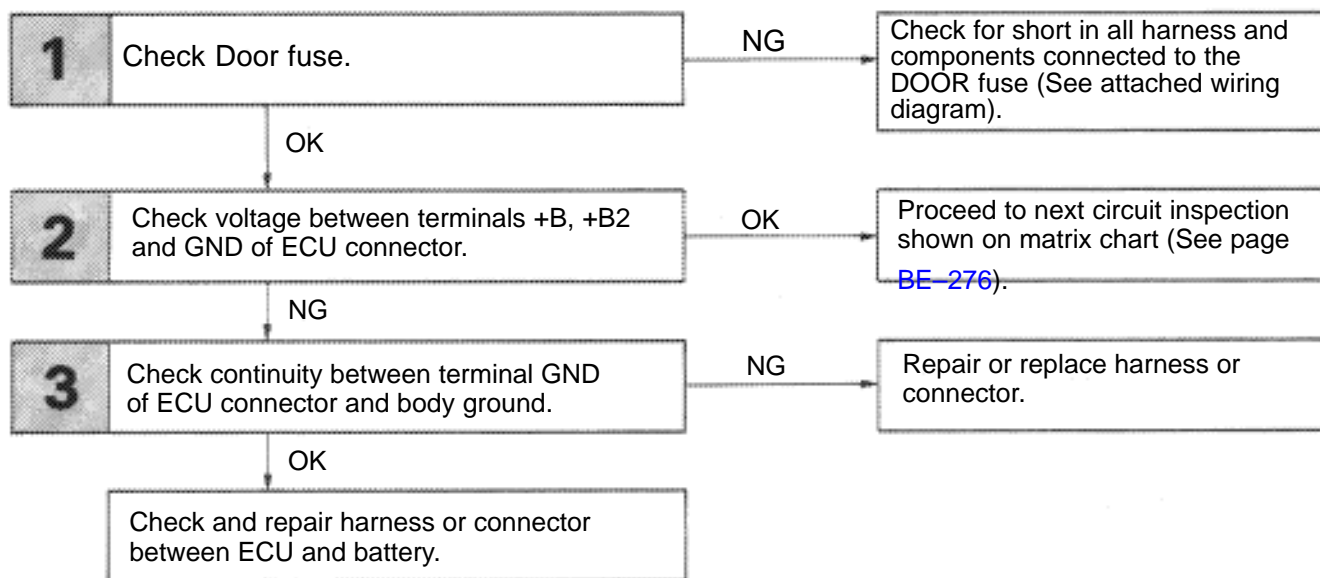 1
Check Door fuse.
NG
Check for short in all harness and
components connected to the
DOOR fuse (See attached wiring
diagram).
OK
2
Check voltage between terminals +B, +B2
and GND of ECU connector.
OK
Proceed to next circuit inspection
shown on matrix chart (See page
BE–276).
NG
3
Check continuity between terminal GND
of ECU connector and body ground.
NG
Repair or replace harness or
connector.
OK
Check and repair harness or connector
between ECU and battery.